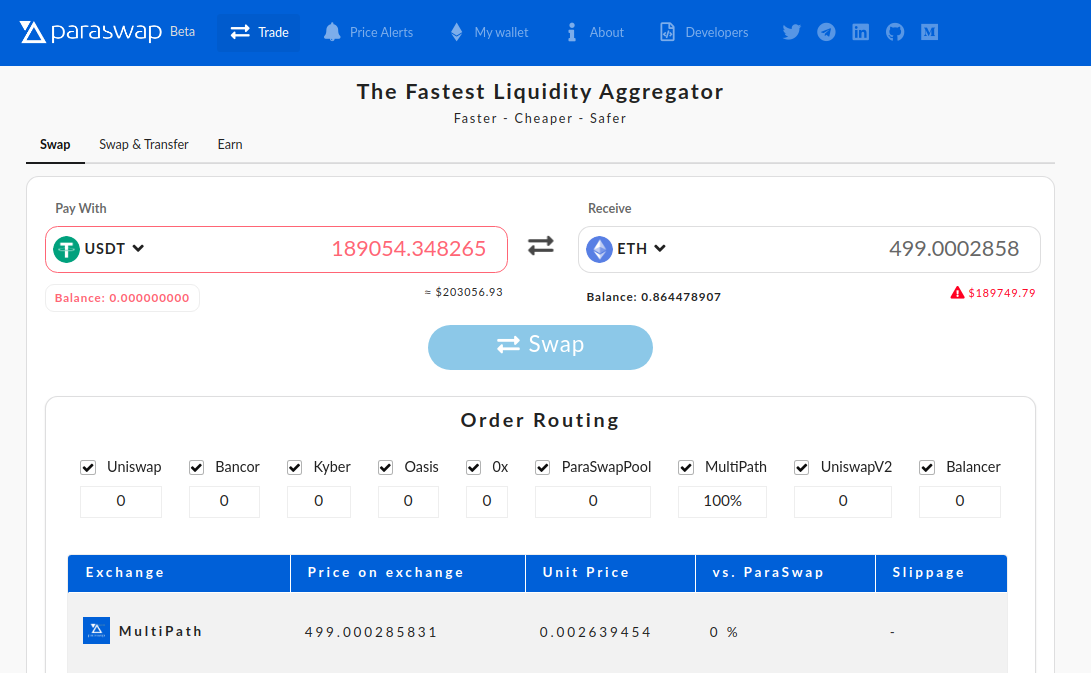 paraswap Beta Trade Price Alerts My wallet About Developers
The Fastest Liquidity Aggregator
Faster - Cheaper - Safer
Swap Swap & Transfer Earn
Pay With Receive
USDT 189054.348265 ETH 499.0002858
Balance: 0.000000000 ≈ $203056.93 Balance: 0.864478907 $189749.79
Swap
Order Routing
Uniswap Bancor Kyber Oasis 0x ParaSwapPool MultiPath UniswapV2 Balancer
0 0 0 0 0 0 100% 0 0
Exchange Price on exchange Unit Price vs. ParaSwap Slippage
MultiPath 499.000285831 0.002639454 0 % -